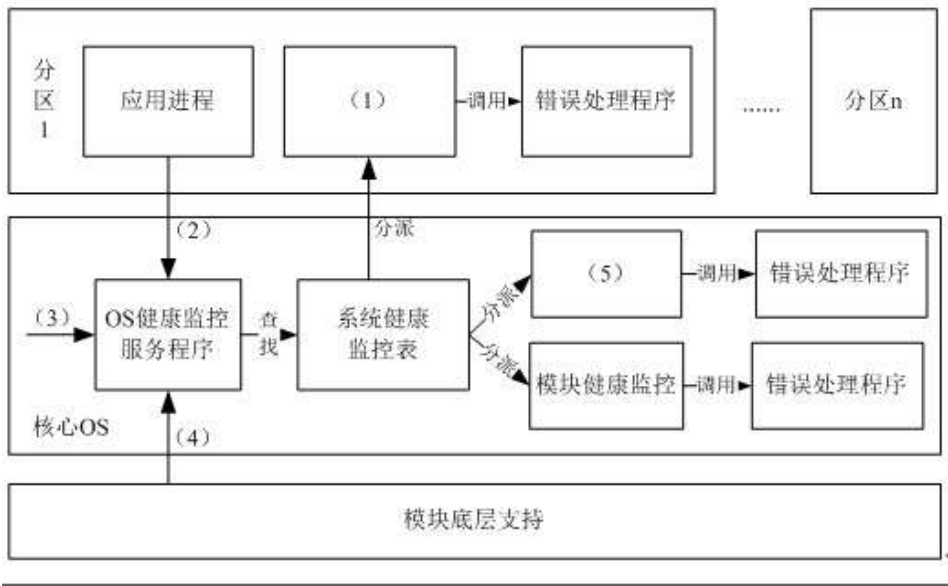 分
区
1
应用进程
（1）
调用
错误处理程序
……
分区n
（2）
分派
（3）
OS健康监控
服务程序
查
找
系统健康
监控表
分派
（5）
调用
错误处理程序
分派
模块健康监控
调用
错误处理程序
核心OS
（4）
模块底层支持